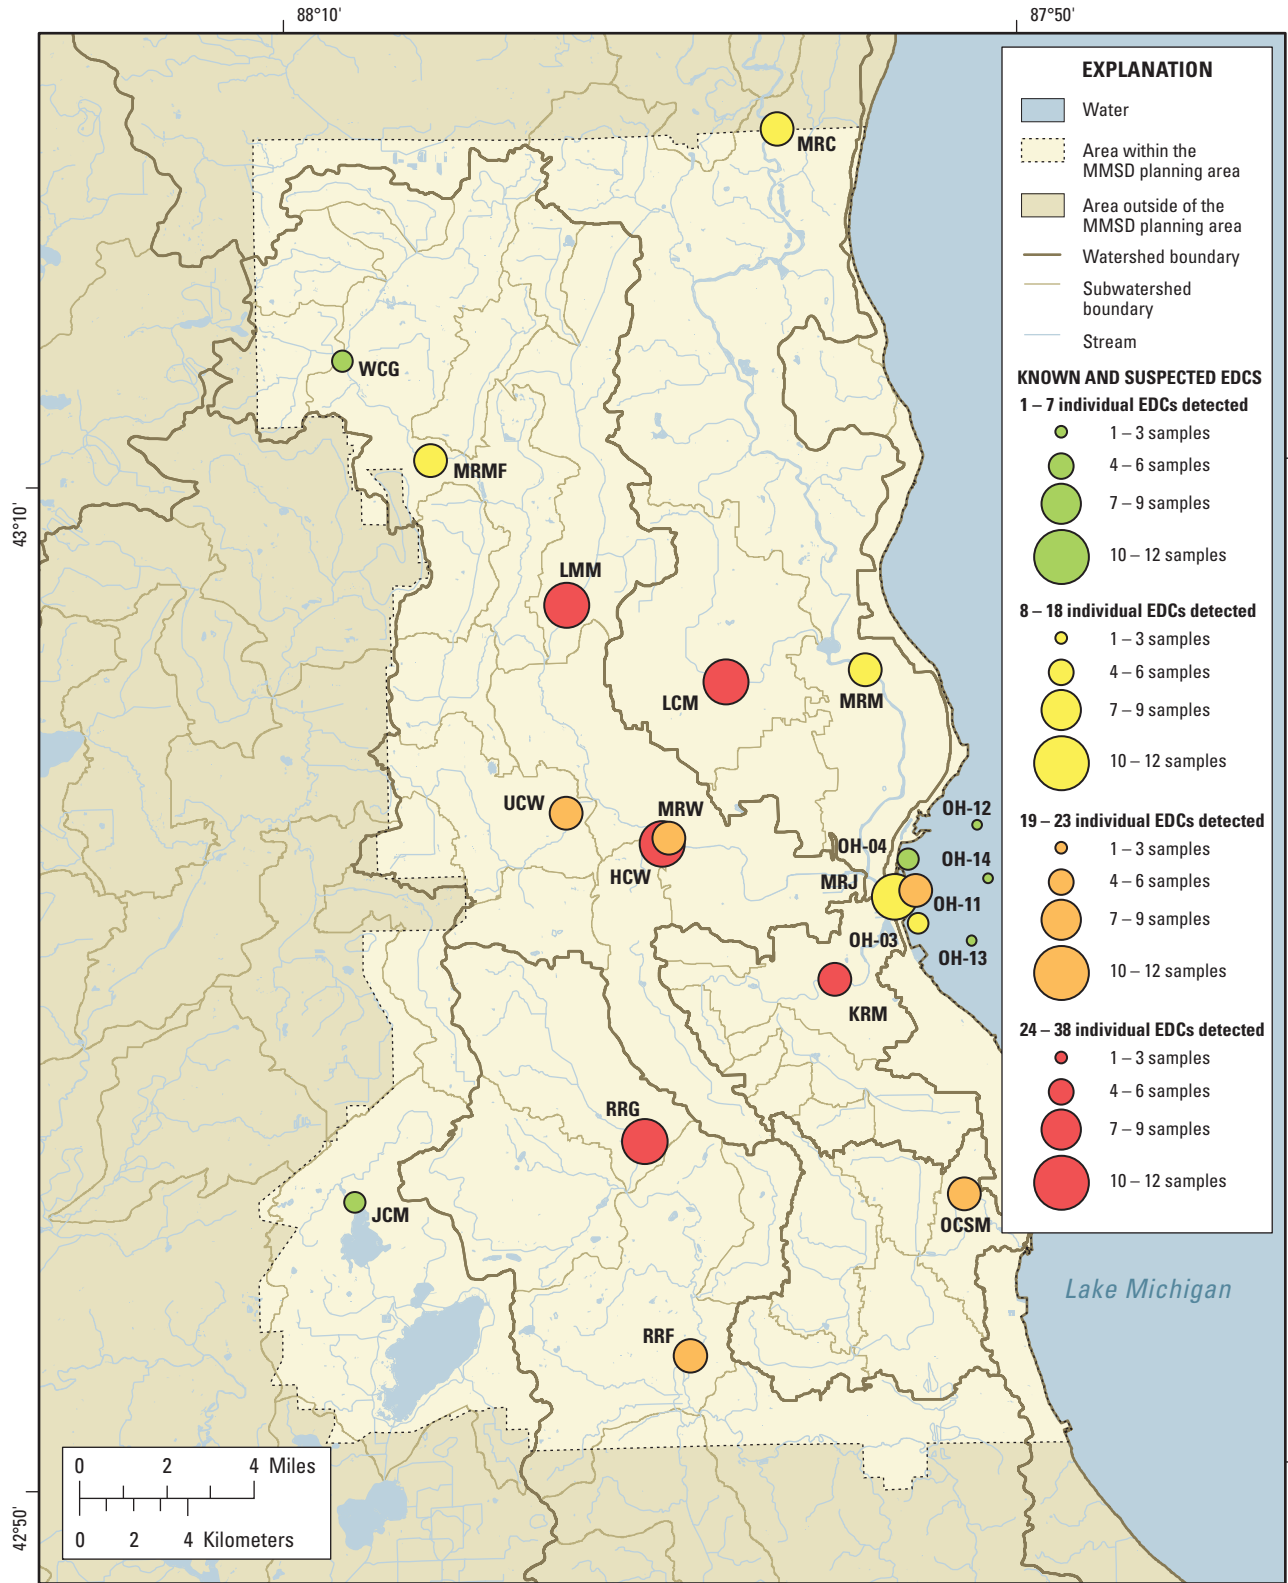 88°10'
87°50'
43°10'
42°50'
MRC
WCG
MRMF
LMM
LCM
MRM
UCW
MRW
HCW
OH-12
OH-04
OH-14
MRJ
OH-11
OH-03
OH-13
KRM
RRG
JCM
OCSM
RRF
Lake Michigan
EXPLANATION
Water
Area within the
MMSD planning area
Area outside of the
MMSD planning area
Watershed boundary
Subwatershed
boundary
Stream
KNOWN AND SUSPECTED EDCS
1 – 7 individual EDCs detected
1 – 3 samples
4 – 6 samples
7 – 9 samples
10 – 12 samples
8 – 18 individual EDCs detected
1 – 3 samples
4 – 6 samples
7 – 9 samples
10 – 12 samples
19 – 23 individual EDCs detected
1 – 3 samples
4 – 6 samples
7 – 9 samples
10 – 12 samples
24 – 38 individual EDCs detected
1 – 3 samples
4 – 6 samples
7 – 9 samples
10 – 12 samples
0 2 4 Miles
0 2 4 Kilometers